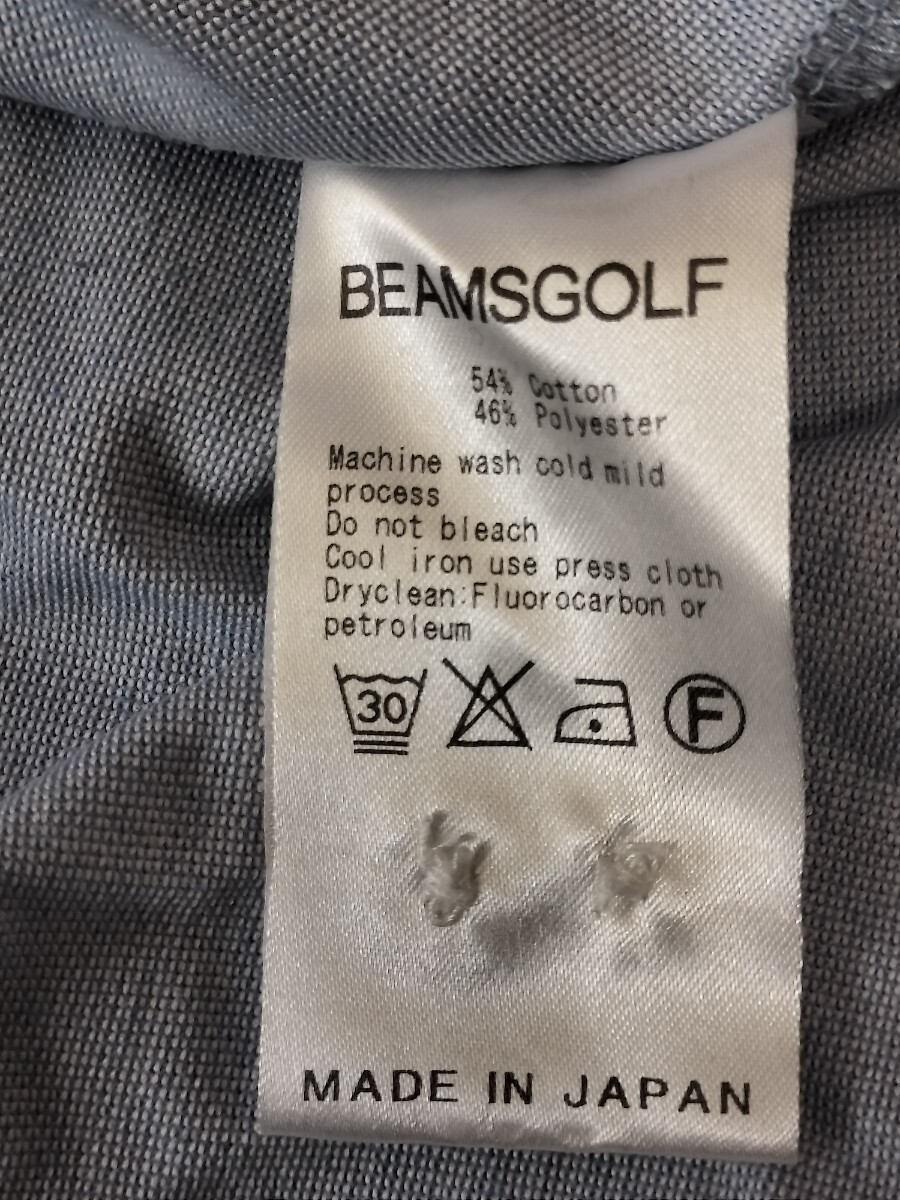 BEAMSGOLF
54% Cotton
46% Polyester
Machine wash cold mild
process
Do not bleach
Cool iron use press cloth
Dryclean:Fluorocarbon or
petroleum
30 F
MADE IN JAPAN